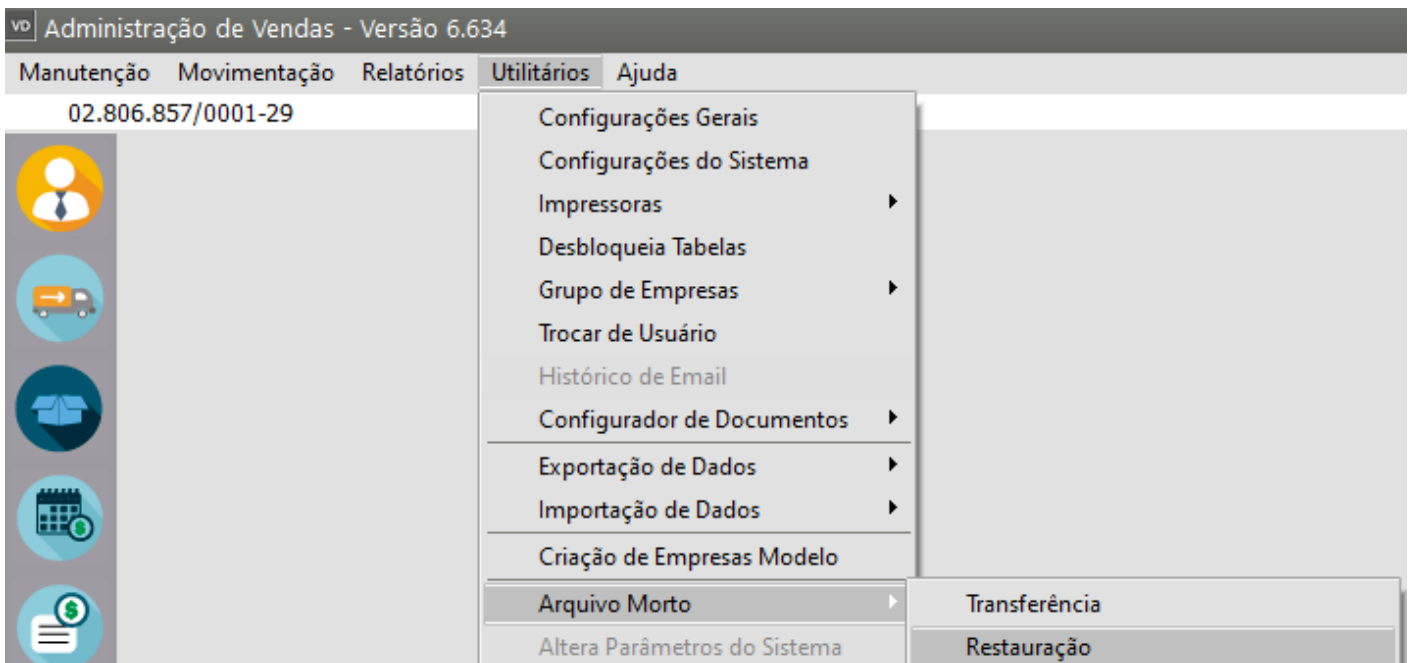 VD Administração de Vendas - Versão 6.634
Manutenção Movimentação Relatórios Utilitários Ajuda
02.806.857/0001-29
Configurações Gerais
Configurações do Sistema
Impressoras
Desbloqueia Tabelas
Grupo de Empresas
Trocar de Usuário
Histórico de Email
Configurador de Documentos
Exportação de Dados
Importação de Dados
Criação de Empresas Modelo
Arquivo Morto
Transferência
Altera Parâmetros do Sistema
Restauração